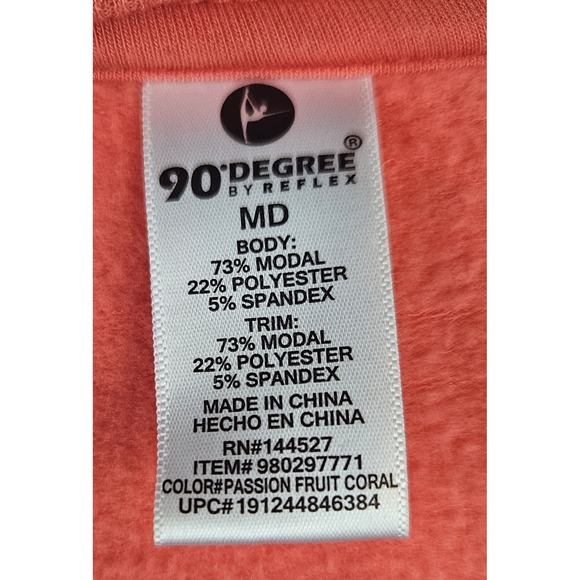 90°DEGREE®
BY REFLEX
MD
BODY:
73% MODAL
22% POLYESTER
5% SPANDEX
TRIM:
73% MODAL
22% POLYESTER
5% SPANDEX
MADE IN CHINA
HECHO EN CHINA
RN#144527
ITEM# 980297771
COLOR#PASSION FRUIT CORAL
UPC# 191244846384